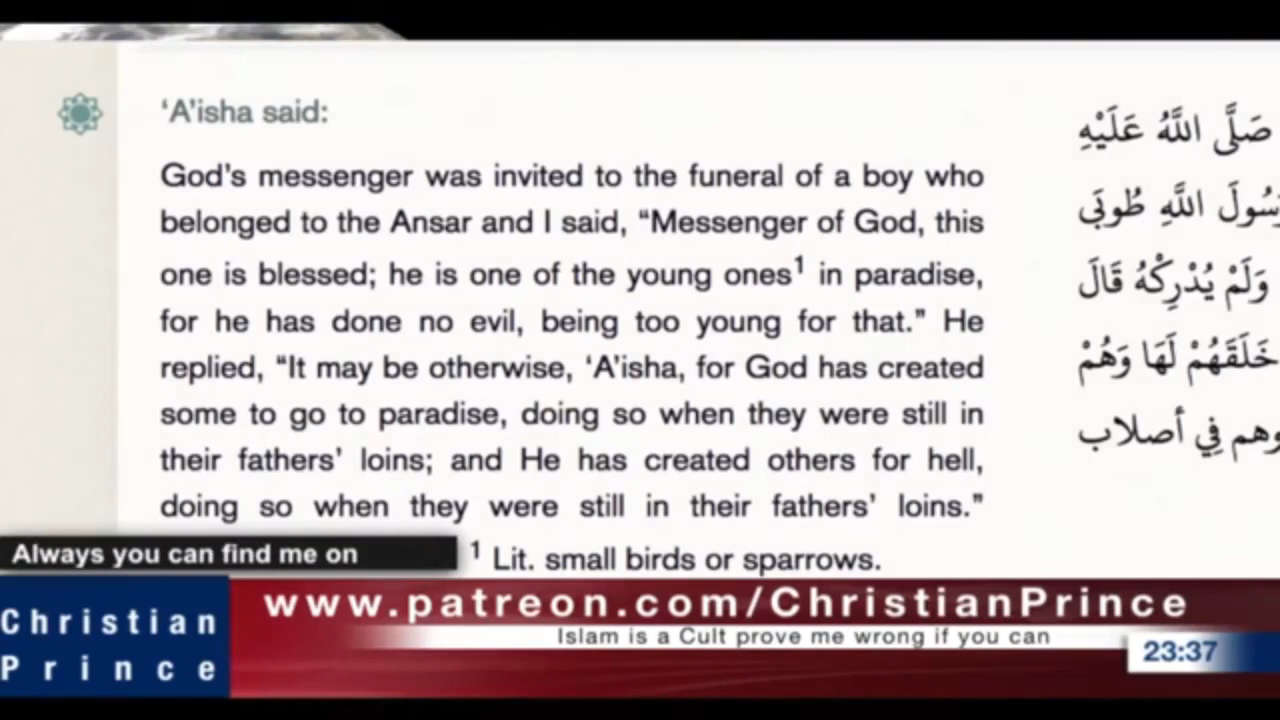 ‘A’isha said:
God’s messenger was invited to the funeral of a boy who
belonged to the Ansar and I said, “Messenger of God, this
one is blessed; he is one of the young ones¹ in paradise,
for he has done no evil, being too young for that.” He
replied, “It may be otherwise, ‘A’isha, for God has created
some to go to paradise, doing so when they were still in
their fathers’ loins; and He has created others for hell,
doing so when they were still in their fathers’ loins.”
¹ Lit. small birds or sparrows.
صَلَّى اللَّهُ عَلَيْهِ
اللَّهِ طُوبَى
وَلَمْ يُدْرِكْهُ قَالَ
خَلَقَهُمْ لَهَا وَهُمْ
فِي أصلاب
Always you can find me on
Christian
Prince
www.patreon.com/ChristianPrince
Islam is a Cult prove me wrong if you can
23:37